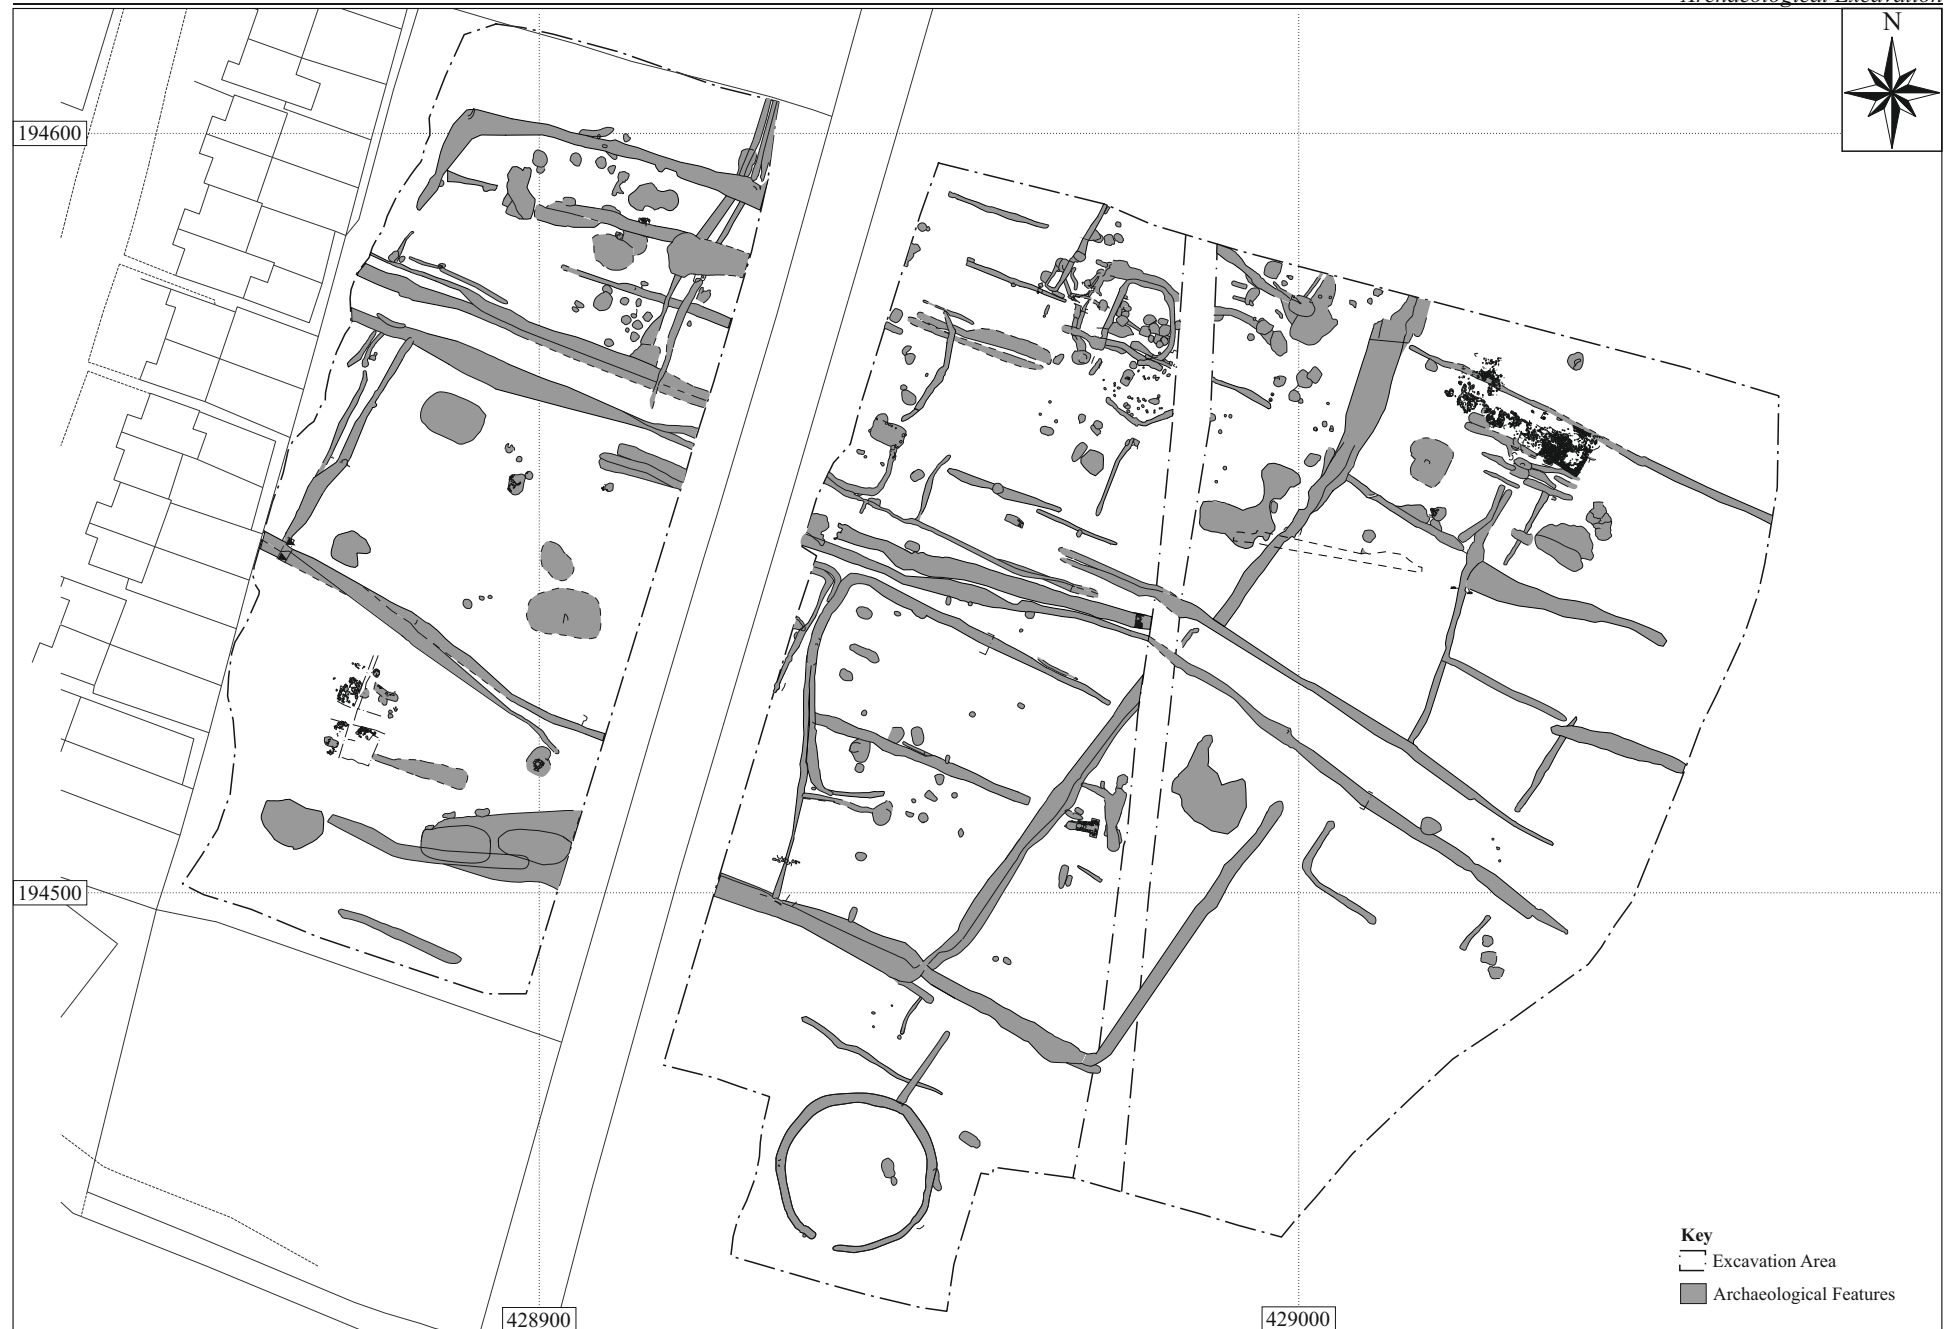 Archaeological Excavation
N
194600
194500
Key
Excavation Area
Archaeological Features
428900
429000